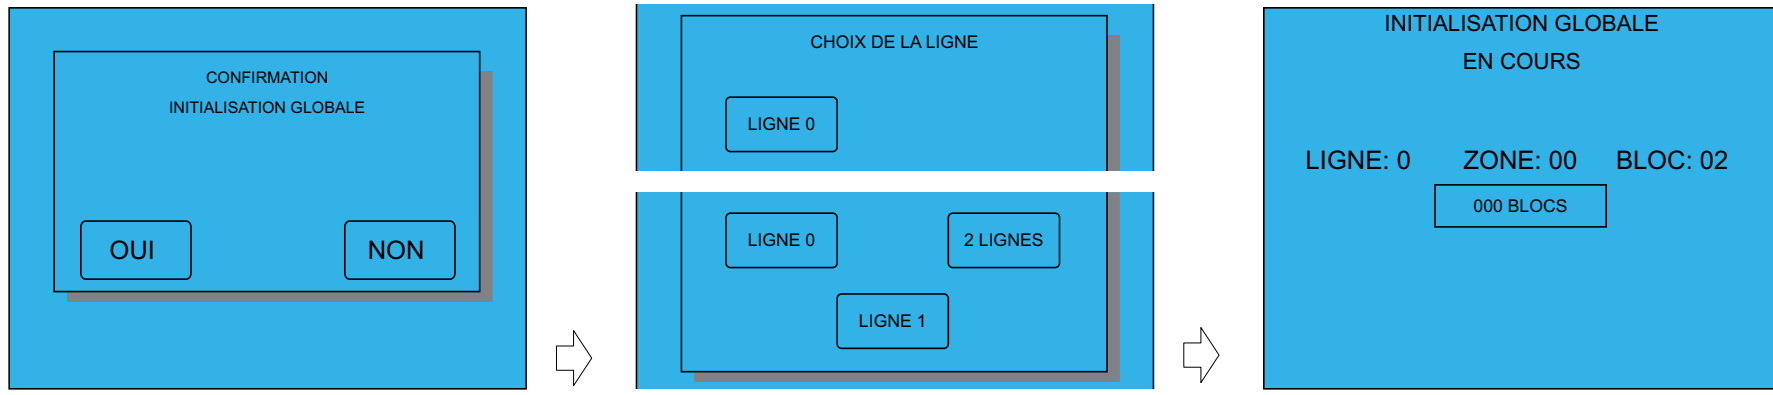 CONFIRMATION
INITIALISATION GLOBALE
OUI NON
CHOIX DE LA LIGNE
LIGNE 0
LIGNE 0 2 LIGNES
LIGNE 1
INITIALISATION GLOBALE
EN COURS
LIGNE: 0 ZONE: 00 BLOC: 02
000 BLOCS